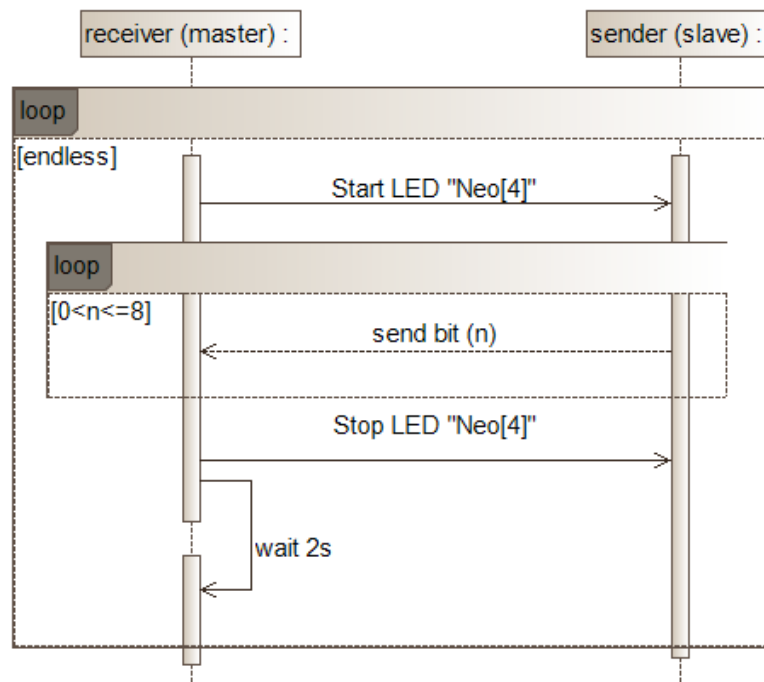 receiver (master) :
sender (slave) :
loop
[endless]
Start LED "Neo[4]"
loop
[0<n<=8]
send bit (n)
Stop LED "Neo[4]"
wait 2s